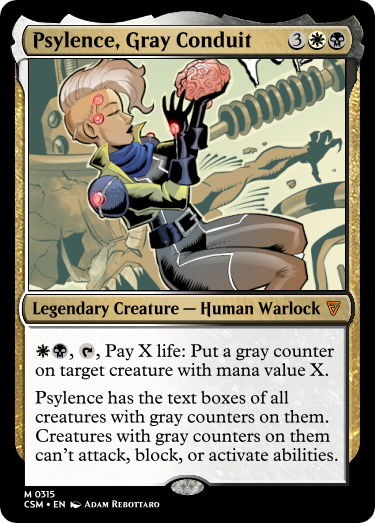 Psylence, Gray Conduit 3
Legendary Creature — Human Warlock
, , Pay X life: Put a gray counter
on target creature with mana value X.
Psylence has the text boxes of all
creatures with gray counters on them.
Creatures with gray counters on them
can't attack, block, or activate abilities.
M 0315
CSM • EN Adam Rebottaro